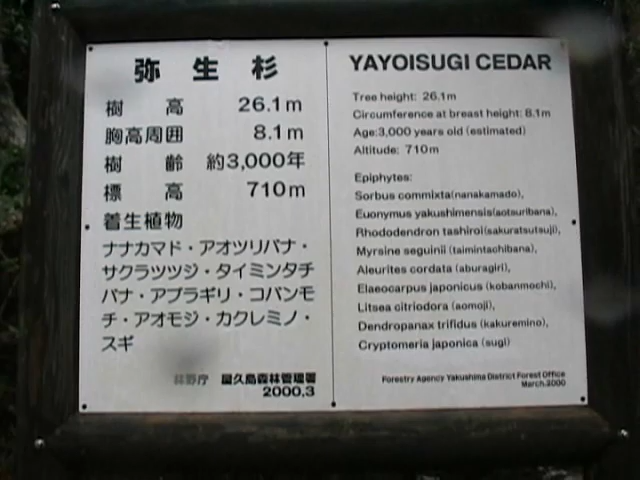 弥生杉
樹高 26.1m
胸高周囲 8.1m
樹齢 約3,000年
標高 710m
着生植物
ナナカマド・アオツリバナ・
サクラツツジ・タイミンタチ
バナ・アブラギリ・コバンモ
チ・アオモジ・カクレミノ・
スギ
林野庁 屋久島森林管理署
2000.3
YAYOISUGI CEDAR
Tree height: 26.1m
Circumference at breast height: 8.1m
Age:3,000 years old (estimated)
Altitude: 710m
Epiphytes:
Sorbus commixta(nanakamado),
Euonymus yakushimensis(aotsuribana),
Rhododendron tashiroi(sakuratsutsuji),
Myrsine seguinii (taimintachibana),
Aleurites cordata (aburagiri),
Elaeocarpus japonicus (kobanmochi),
Litsea citriodora (aomoji),
Dendropanax trifidus (kakuremino),
Cryptomeria japonica (sugi)
Forestry Agency Yakushima District Forest Office
March.2000